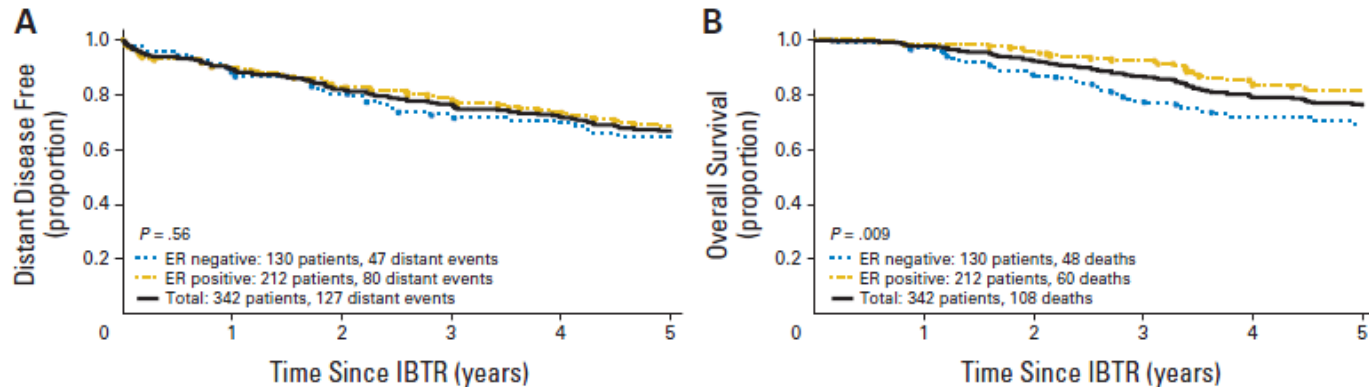 A
Distant Disease Free
(proportion)
1.0
0.8
0.6
0.4
0.2
P = .56
ER negative: 130 patients, 47 distant events
ER positive: 212 patients, 80 distant events
Total: 342 patients, 127 distant events
0 1 2 3 4 5
Time Since IBTR (years)
B
Overall Survival
(proportion)
1.0
0.8
0.6
0.4
0.2
P = .009
ER negative: 130 patients, 48 deaths
ER positive: 212 patients, 60 deaths
Total: 342 patients, 108 deaths
0 1 2 3 4 5
Time Since IBTR (years)